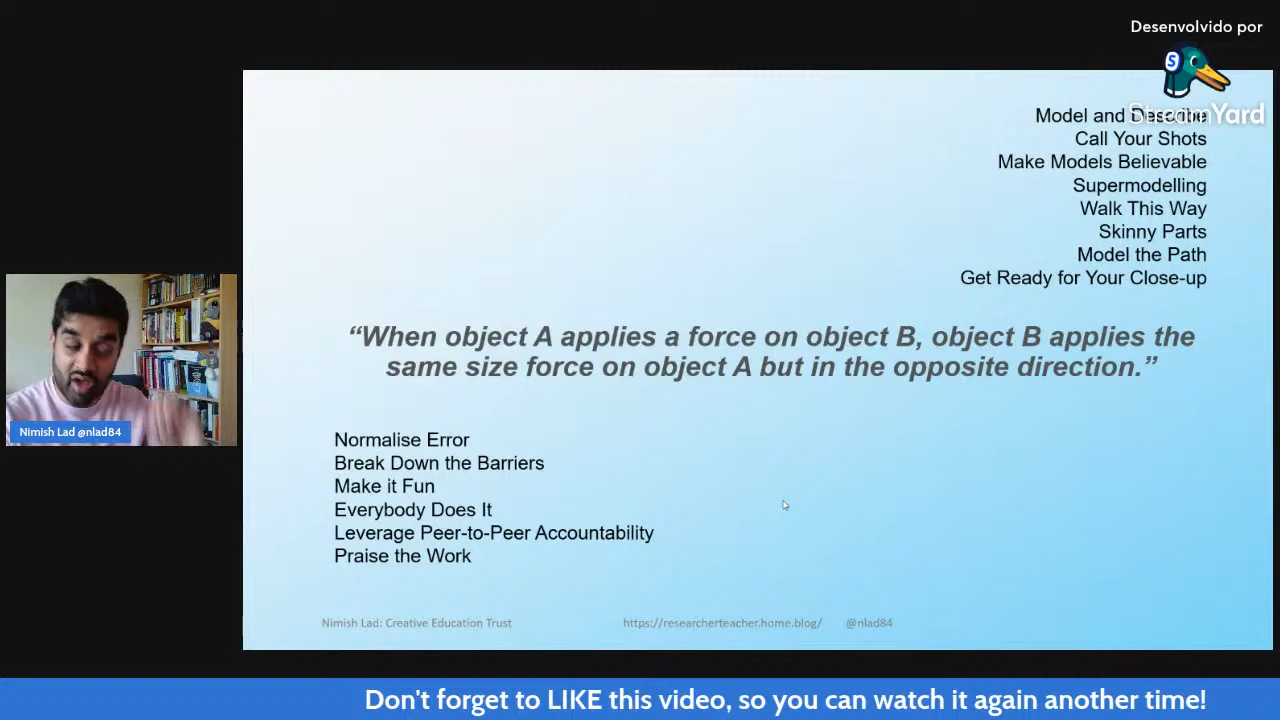 Desenvolvido por
S
StreamYard
Model and Describe
Call Your Shots
Make Models Believable
Supermodelling
Walk This Way
Skinny Parts
Model the Path
Get Ready for Your Close-up
“When object A applies a force on object B, object B applies the
same size force on object A but in the opposite direction.”
Nimish Lad @nlad84
Normalise Error
Break Down the Barriers
Make it Fun
Everybody Does It
Leverage Peer-to-Peer Accountability
Praise the Work
Nimish Lad: Creative Education Trust https://researcherteacher.home.blog/ @nlad84
Don't forget to LIKE this video, so you can watch it again another time!